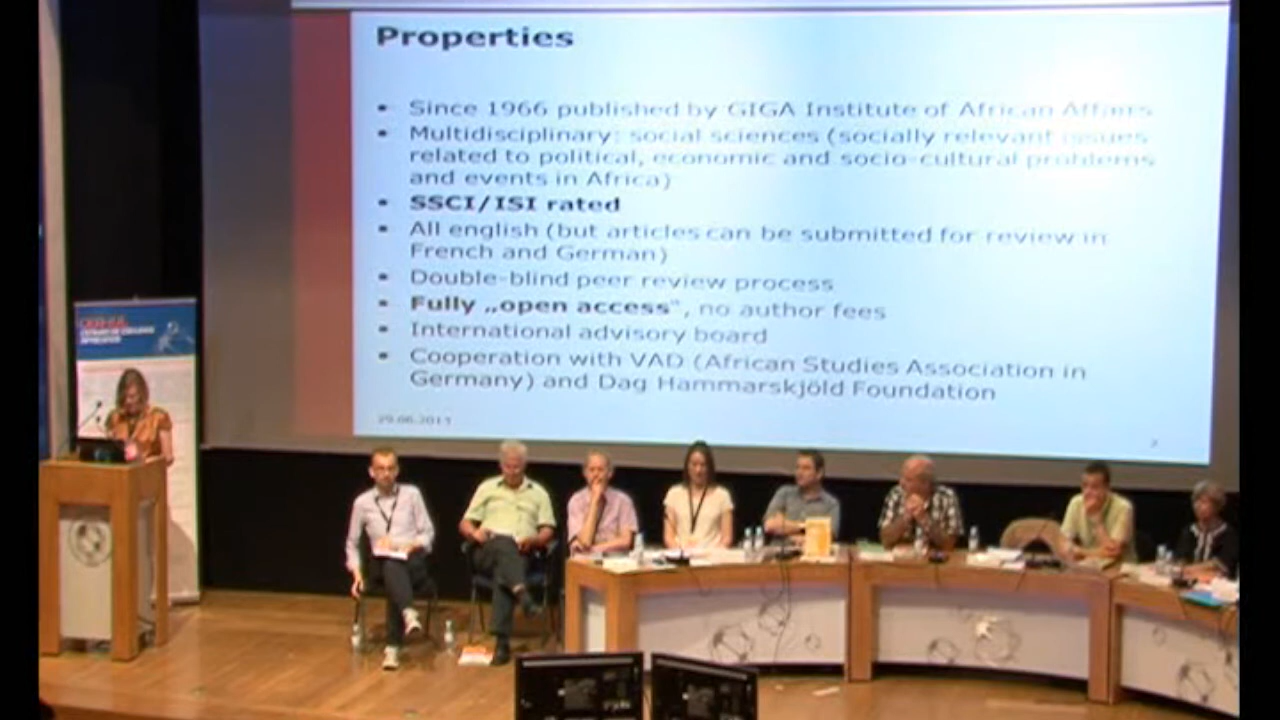 Properties
• Since 1966 published by GIGA Institute of African Affairs
• Multidisciplinary: social sciences (socially relevant issues
related to political, economic and socio-cultural problems
and events in Africa)
• SSCI/ISI rated
• All english (but articles can be submitted for review in
French and German)
• Double-blind peer review process
• Fully „open access“, no author fees
• International advisory board
• Cooperation with VAD (African Studies Association in
Germany) and Dag Hammarskjöld Foundation
29.06.2013